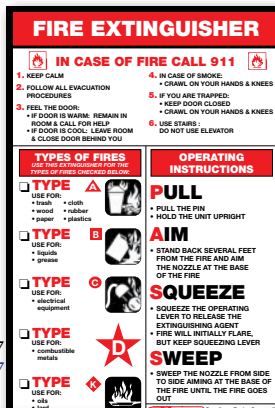 FIRE EXTINGUISHER
IN CASE OF FIRE CALL 911
1. KEEP CALM
2. FOLLOW ALL EVACUATION
PROCEDURES
3. FEEL THE DOOR:
• IF DOOR IS WARM: REMAIN IN
ROOM & CALL FOR HELP
• IF DOOR IS COOL: LEAVE ROOM
& CLOSE DOOR BEHIND YOU
4. IN CASE OF SMOKE:
• CRAWL ON YOUR HANDS & KNEES
5. IF YOU ARE TRAPPED:
• KEEP DOOR CLOSED
• CRAWL ON YOUR HANDS & KNEES
6. USE STAIRS :
DO NOT USE ELEVATOR
TYPES OF FIRES
USE THIS EXTINGUISHER FOR THE
TYPES OF FIRES CHECKED BELOW:
TYPE A
USE FOR:
• trash • cloth
• wood • rubber
• paper • plastics
TYPE B
USE FOR:
• liquids
• grease
TYPE C
USE FOR:
• electrical
equipment
TYPE D
USE FOR:
• combustible
metals
TYPE K
USE FOR:
• oils
• lard
OPERATING
INSTRUCTIONS
PULL
• PULL THE PIN
• HOLD THE UNIT UPRIGHT
AIM
• STAND BACK SEVERAL FEET
FROM THE FIRE AND AIM
THE NOZZLE AT THE BASE
OF THE FIRE
SQUEEZE
• SQUEEZE THE OPERATING
LEVER TO RELEASE THE
EXTINGUISHING AGENT
• FIRE WILL INITIALLY FLARE,
BUT KEEP SQUEEZING LEVER
SWEEP
• SWEEP THE NOZZLE FROM SIDE
TO SIDE AIMING AT THE BASE OF
THE FIRE UNTIL THE FIRE GOES
OUT